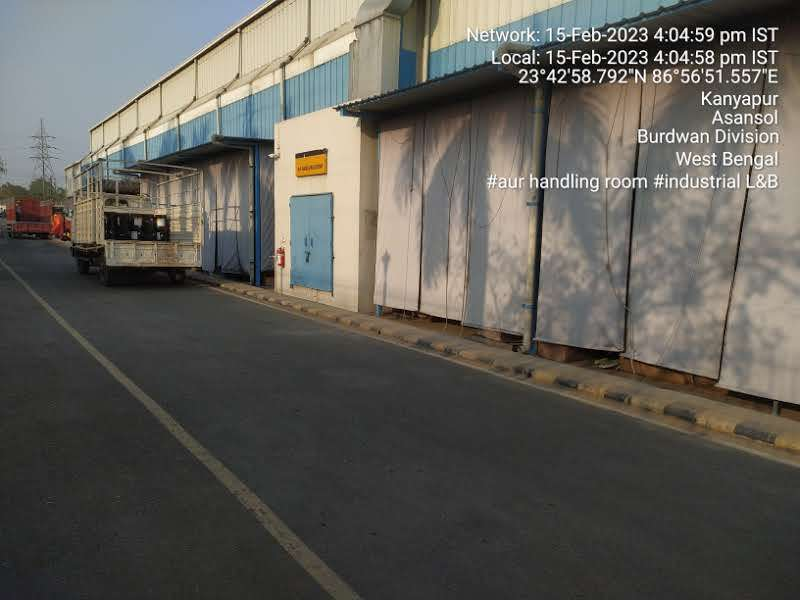 Network: 15-Feb-2023 4:04:59 pm IST
Local: 15-Feb-2023 4:04:58 pm IST
23°42'58.792"N 86°56'51.557"E
Kanyapur
Asansol
Burdwan Division
West Bengal
#aur handling room #industrial L&B